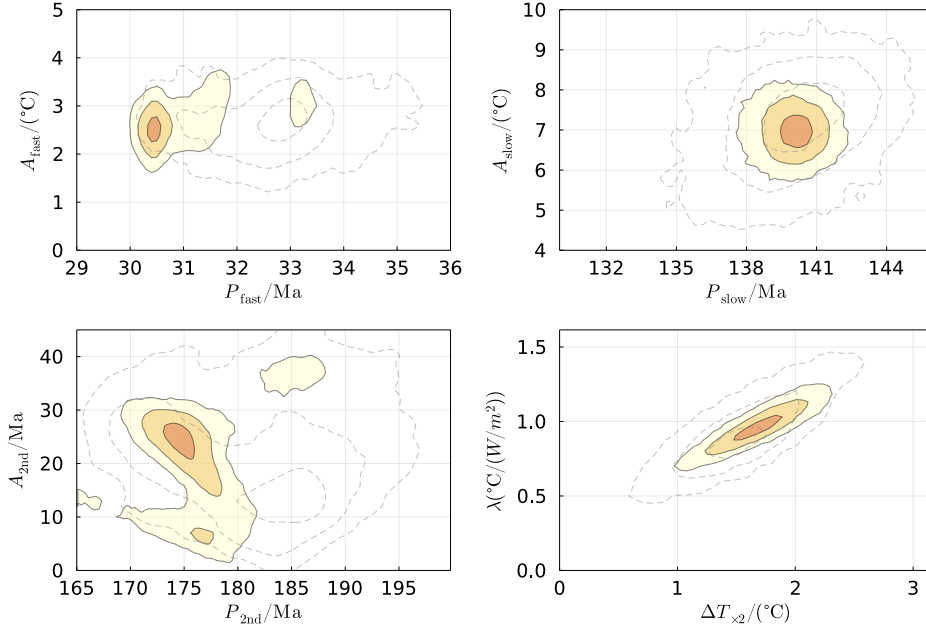 5
4
3
2
1
0
A_fast/(°C)
29 30 31 32 33 34 35 36
P_fast/Ma
10
9
8
7
6
5
4
A_slow/(°C)
132 135 138 141 144
P_slow/Ma
40
30
20
10
0
A_2nd/Ma
165 170 175 180 185 190 195
P_2nd/Ma
1.5
1.0
0.5
0.0
λ(°C/(W/m²))
0 1 2 3
ΔT_×2/(°C)